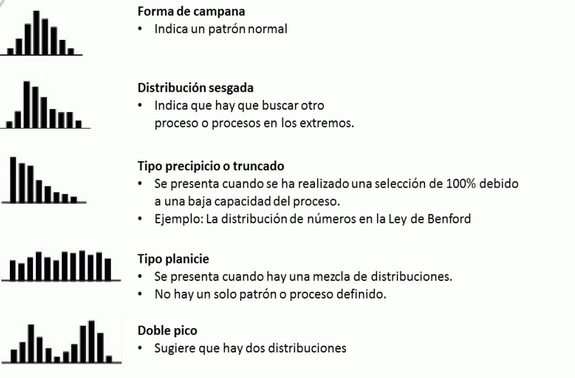 Forma de campana
• Indica un patrón normal
Distribución sesgada
• Indica que hay que buscar otro
proceso o procesos en los extremos.
Tipo precipicio o truncado
• Se presenta cuando se ha realizado una selección de 100% debido
a una baja capacidad del proceso.
• Ejemplo: La distribución de números en la Ley de Benford
Tipo planicie
• Se presenta cuando hay una mezcla de distribuciones.
• No hay un solo patrón o proceso definido.
Doble pico
• Sugiere que hay dos distribuciones